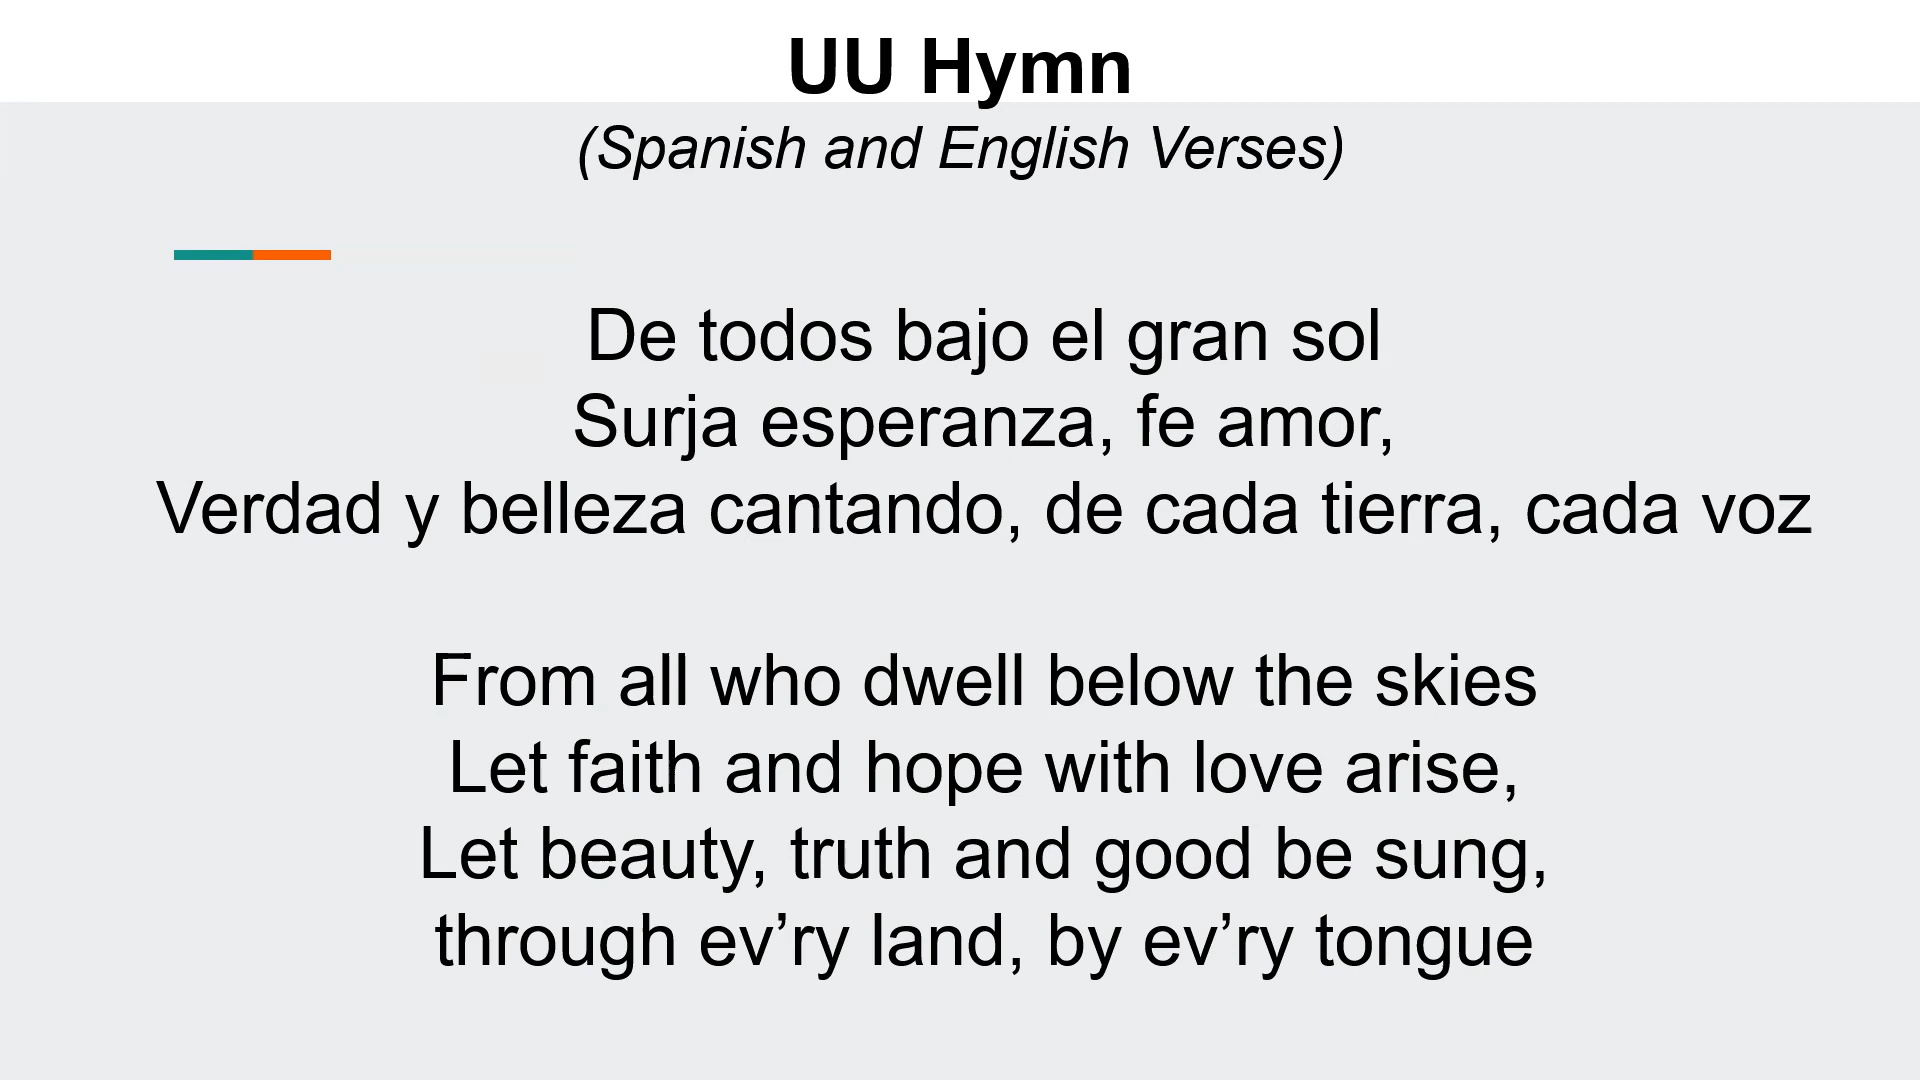 UU Hymn
(Spanish and English Verses)
De todos bajo el gran sol
Surja esperanza, fe amor,
Verdad y belleza cantando, de cada tierra, cada voz
From all who dwell below the skies
Let faith and hope with love arise,
Let beauty, truth and good be sung,
through ev’ry land, by ev’ry tongue